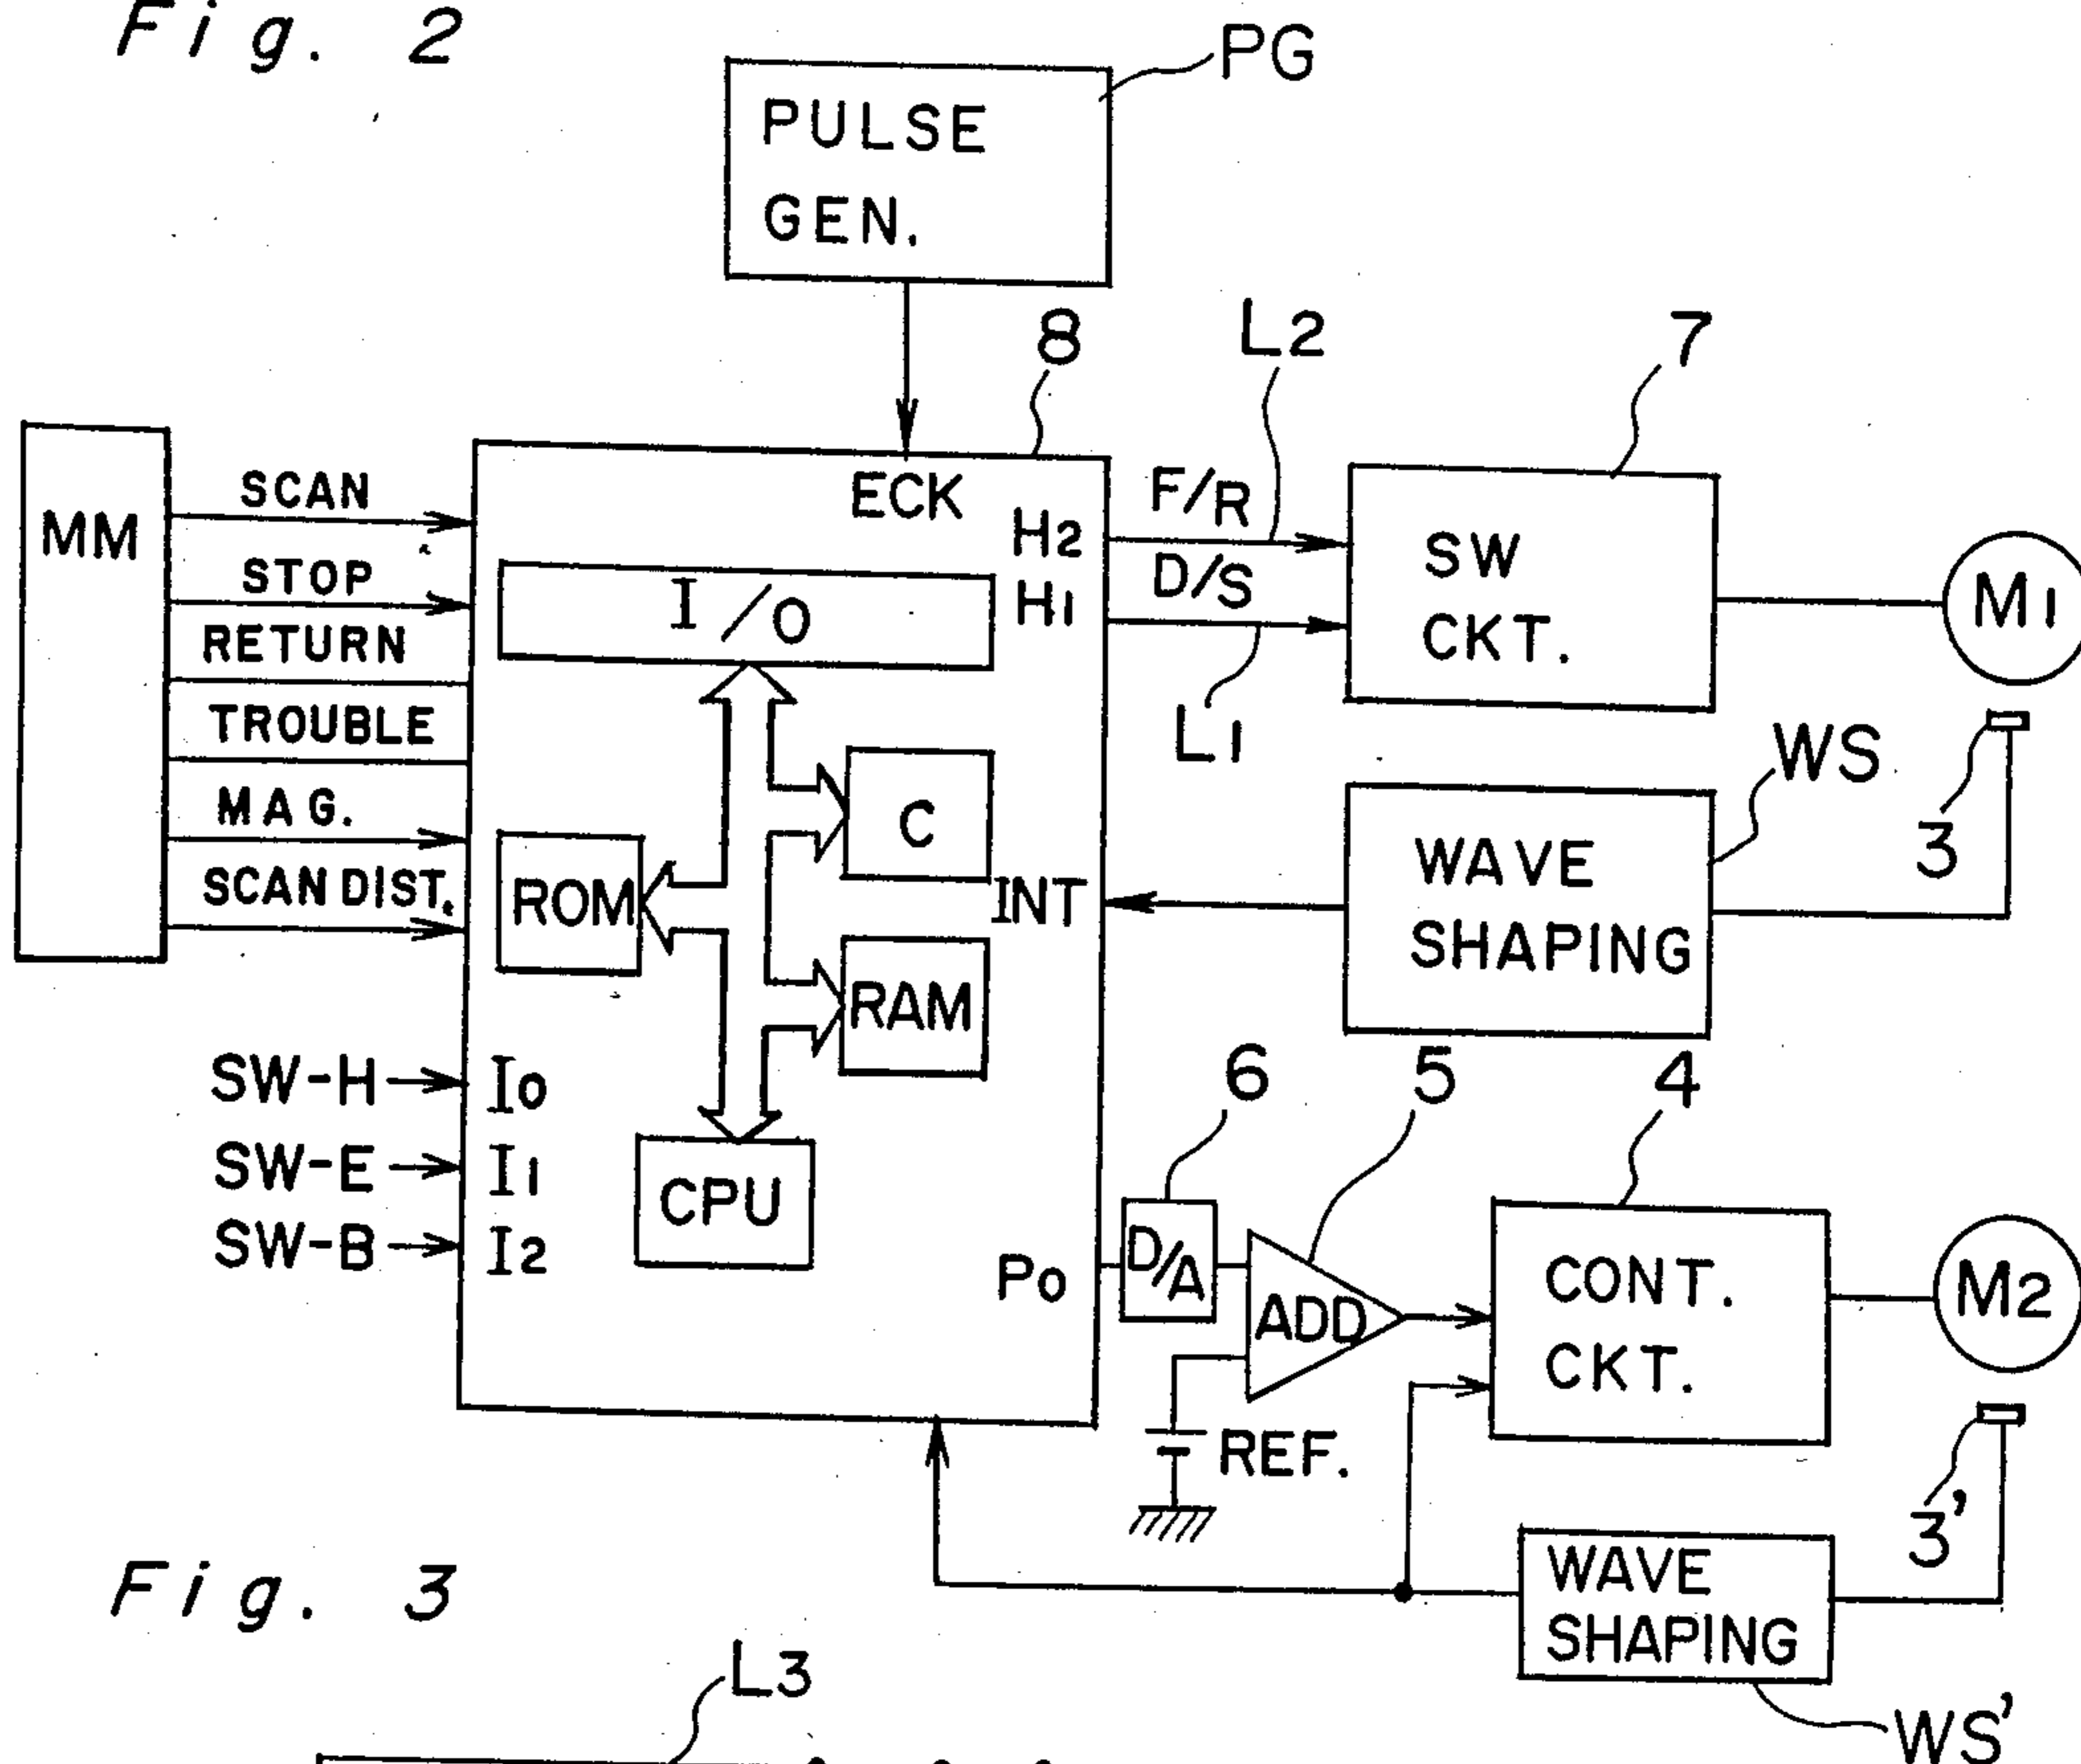 Fig. 2
PG
PULSE
GEN.
8
L2
7
MM
SCAN
STOP
RETURN
TROUBLE
MAG.
SCAN DIST.
ECK
H2
H1
I/O
F/R
D/S
L1
SW
CKT.
M1
3
WS
C
ROM
INT
RAM
CPU
WAVE
SHAPING
SW-H
I0
SW-E
I1
SW-B
I2
P0
6
5
4
D/A
ADD
REF.
CONT.
CKT.
M2
3'
WAVE
SHAPING
WS'
Fig. 3
L3